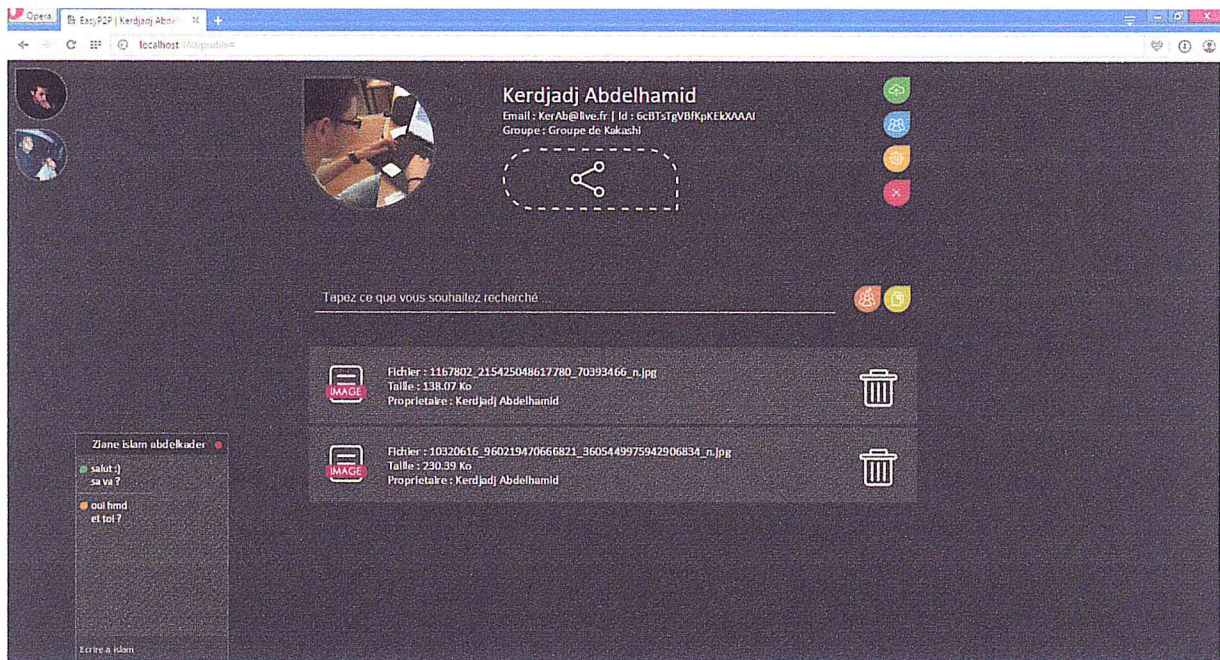 Opera
EasyP2P | Kerdjadj Abdel
localhost
Kerdjadj Abdelhamid
Email : KerAb@live.fr | Id : 6cBTsTgVBfKpKEkXAAAI
Groupe : Groupe de Kakashi
Tapez ce que vous souhaitez recherché ...
IMAGE
Fichier : 1167802_215425048617780_70393466_n.jpg
Taille : 138.07 Ko
Proprietaire : Kerdjadj Abdelhamid
IMAGE
Fichier : 10320616_960219470666821_3605449975942906834_n.jpg
Taille : 230.39 Ko
Proprietaire : Kerdjadj Abdelhamid
Ziane islam abdelkader
salut :)
sa va ?
oui hmd
et toi ?
Ecrire a islam